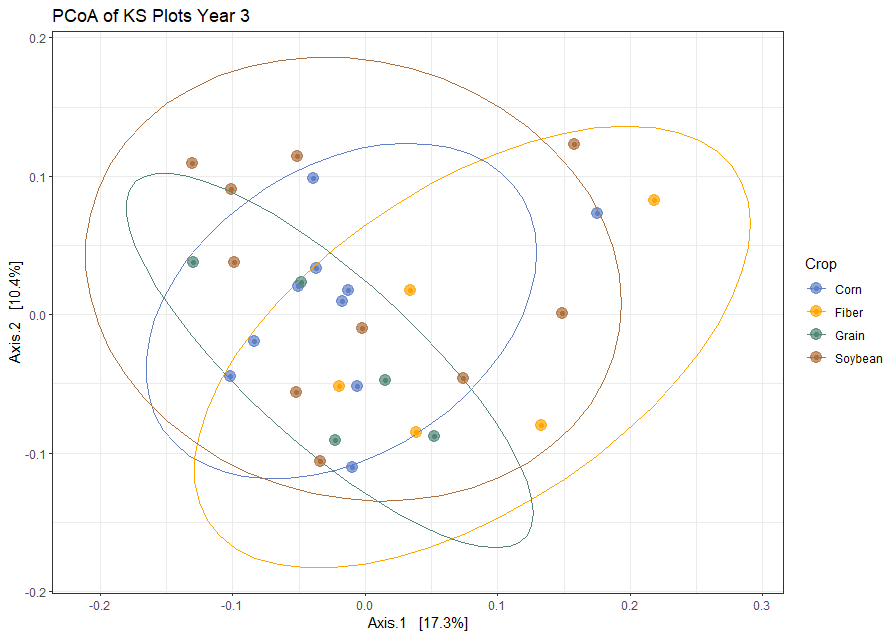 PCoA of KS Plots Year 3
0.2
0.1
0.0
-0.1
-0.2
Axis.2 [10.4%]
-0.2
-0.1
0.0
0.1
0.2
0.3
Axis.1 [17.3%]
Crop
Corn
Fiber
Grain
Soybean